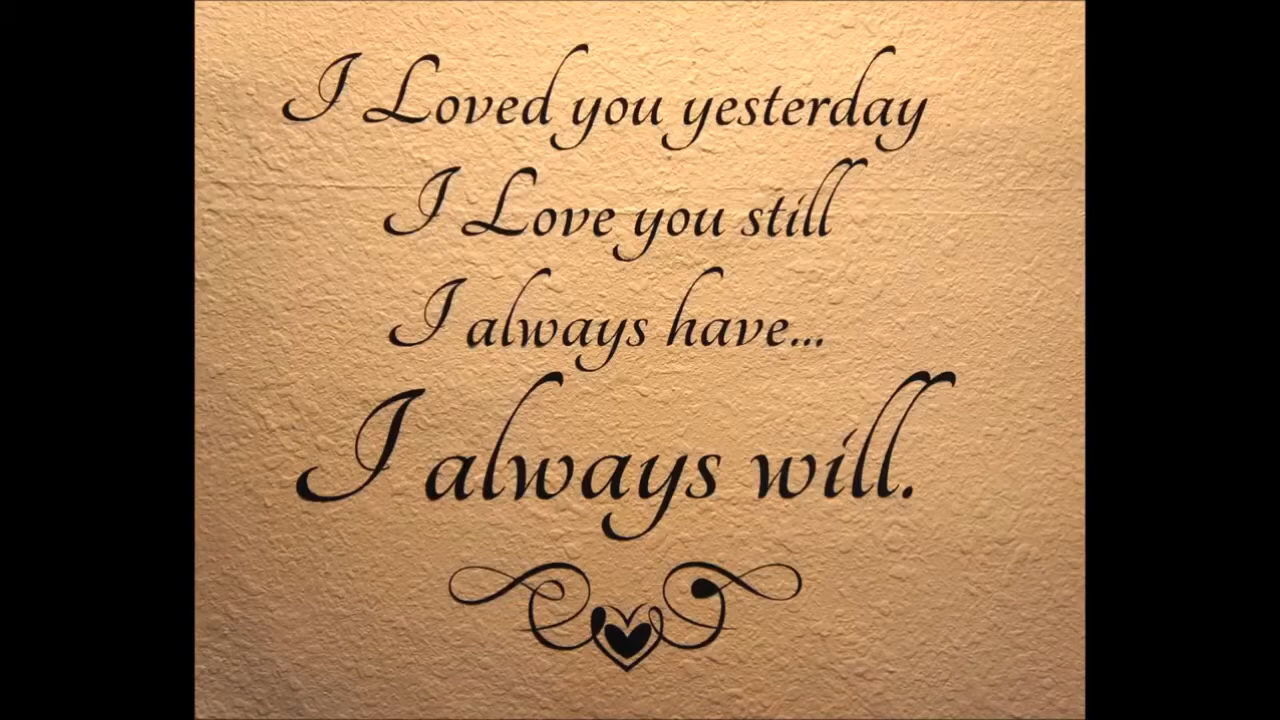 I Loved you yesterday
I Love you still
I always have...
I always will.